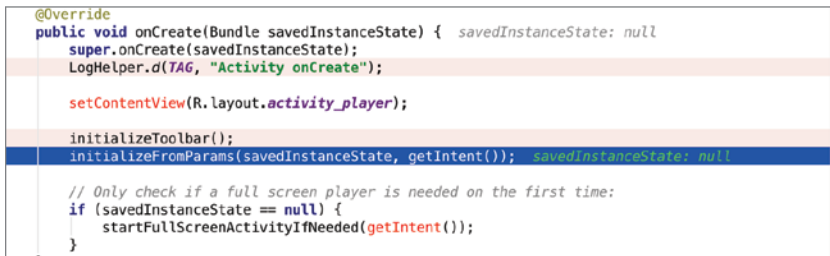 @Override
public void onCreate(Bundle savedInstanceState) {  savedInstanceState: null
    super.onCreate(savedInstanceState);
    LogHelper.d(TAG, "Activity onCreate");
    setContentView(R.layout.activity_player);
    initializeToolbar();
    initializeFromParams(savedInstanceState, getIntent());  savedInstanceState: null
    // Only check if a full screen player is needed on the first time:
    if (savedInstanceState == null) {
        startFullScreenActivityIfNeeded(getIntent());
    }